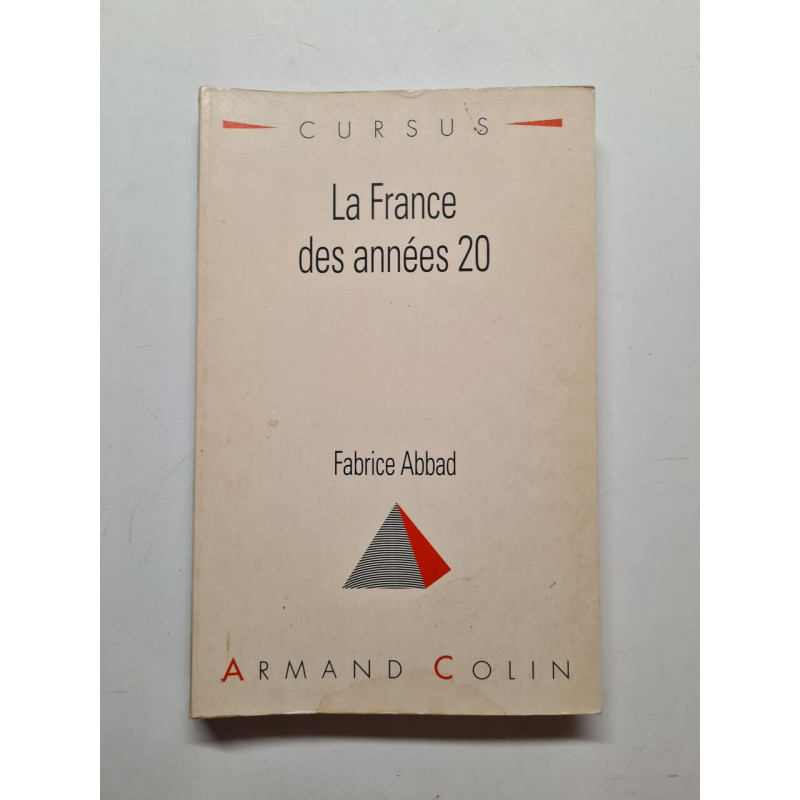 CURSUS
La France
des années 20
Fabrice Abbad
ARMAND COLIN